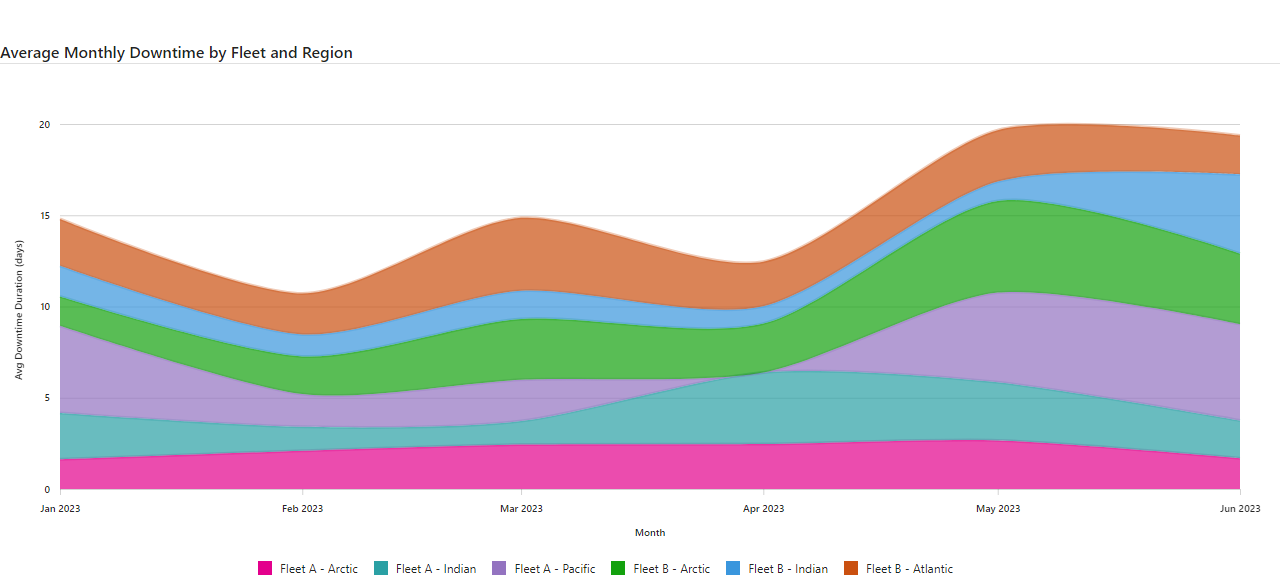 Average Monthly Downtime by Fleet and Region
20
15
10
5
0
Avg Downtime Duration (days)
Jan 2023 Feb 2023 Mar 2023 Apr 2023 May 2023 Jun 2023
Month
Fleet A - Arctic Fleet A - Indian Fleet A - Pacific Fleet B - Arctic Fleet B - Indian Fleet B - Atlantic